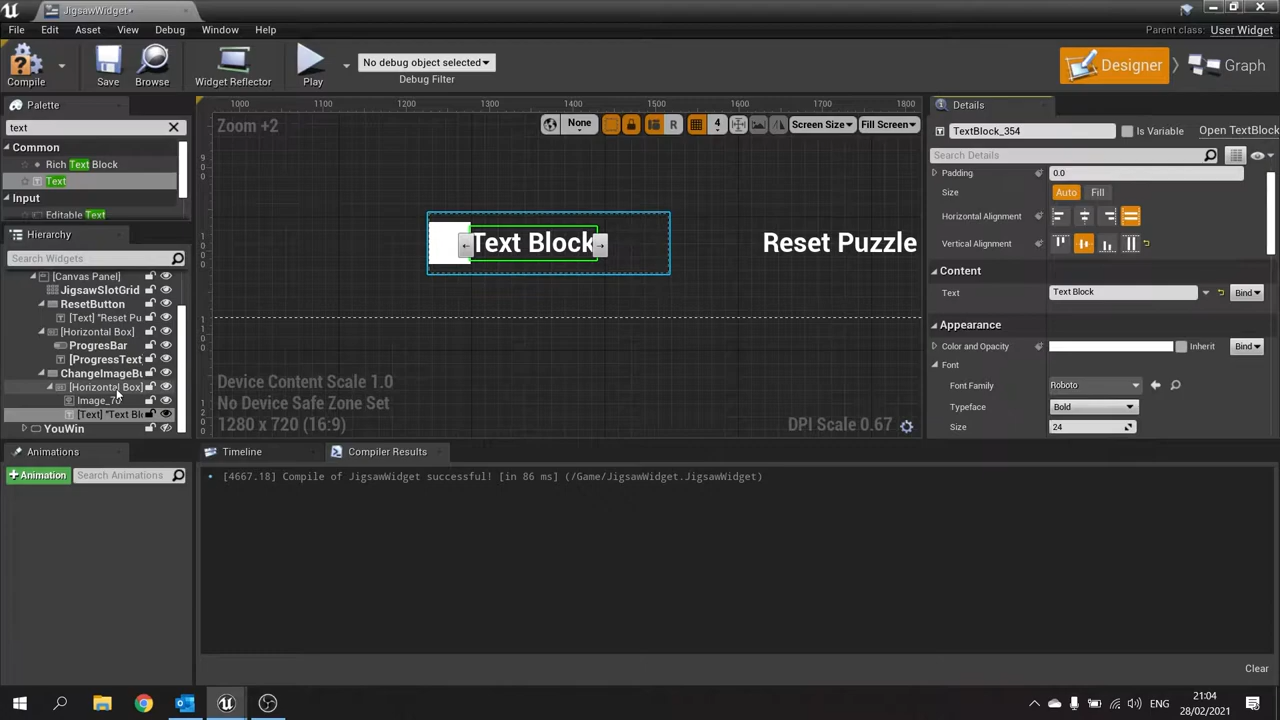 JigsawWidget*
File Edit Asset View Debug Window Help
Parent class: User Widget
Compile
Save
Browse
Widget Reflector
Play
No debug object selected
Debug Filter
Designer
Graph
Palette
text
Common
Rich Text Block
Text
Input
Editable Text
Hierarchy
Search Widgets
[Canvas Panel]
JigsawSlotGrid
ResetButton
[Text] "Reset Pu
[Horizontal Box]
ProgresBar
[ProgressText
ChangeImageBu
[Horizontal Box]
Image_70
[Text] "Text Blo
YouWin
Animations
+ Animation
Search Animations
1000 1100 1200 1300 1400 1500 1600 1700 1800
Zoom +2
None
R
4
Screen Size
Fill Screen
Text Block
Reset Puzzle
Device Content Scale 1.0
No Device Safe Zone Set
1280 x 720 (16:9)
DPI Scale 0.67
Timeline
Compiler Results
[4667.18] Compile of JigsawWidget successful! [in 86 ms] (/Game/JigsawWidget.JigsawWidget)
Clear
Details
TextBlock_354
Is Variable
Open TextBlock
Search Details
Padding 0.0
Size Auto Fill
Horizontal Alignment
Vertical Alignment
Content
Text Text Block Bind
Appearance
Color and Opacity Inherit Bind
Font
Font Family Roboto
Typeface Bold
Size 24
ENG
21:04
28/02/2021